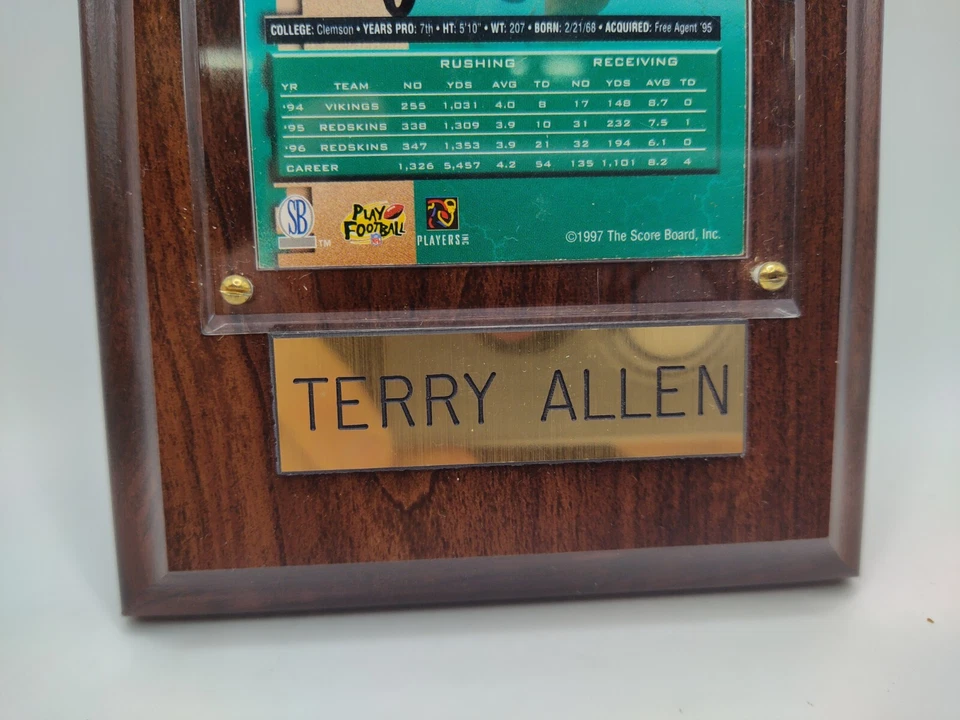 COLLEGE: Clemson • YEARS PRO: 7th • HT: 5'10" • WT: 207 • BORN: 2/21/68 • ACQUIRED: Free Agent '95
RUSHING RECEIVING
YR TEAM NO YDS AVG TD NO YDS AVG TD
'94 VIKINGS 255 1,031 4.0 8 17 148 8.7 0
'95 REDSKINS 338 1,309 3.9 10 31 232 7.5 1
'96 REDSKINS 347 1,353 3.9 21 32 194 6.1 0
CAREER 1,326 5,457 4.2 54 135 1,101 8.2 4
SB TM
PLAY FOOTBALL
PLAYERS INC
©1997 The Score Board, Inc.
TERRY ALLEN